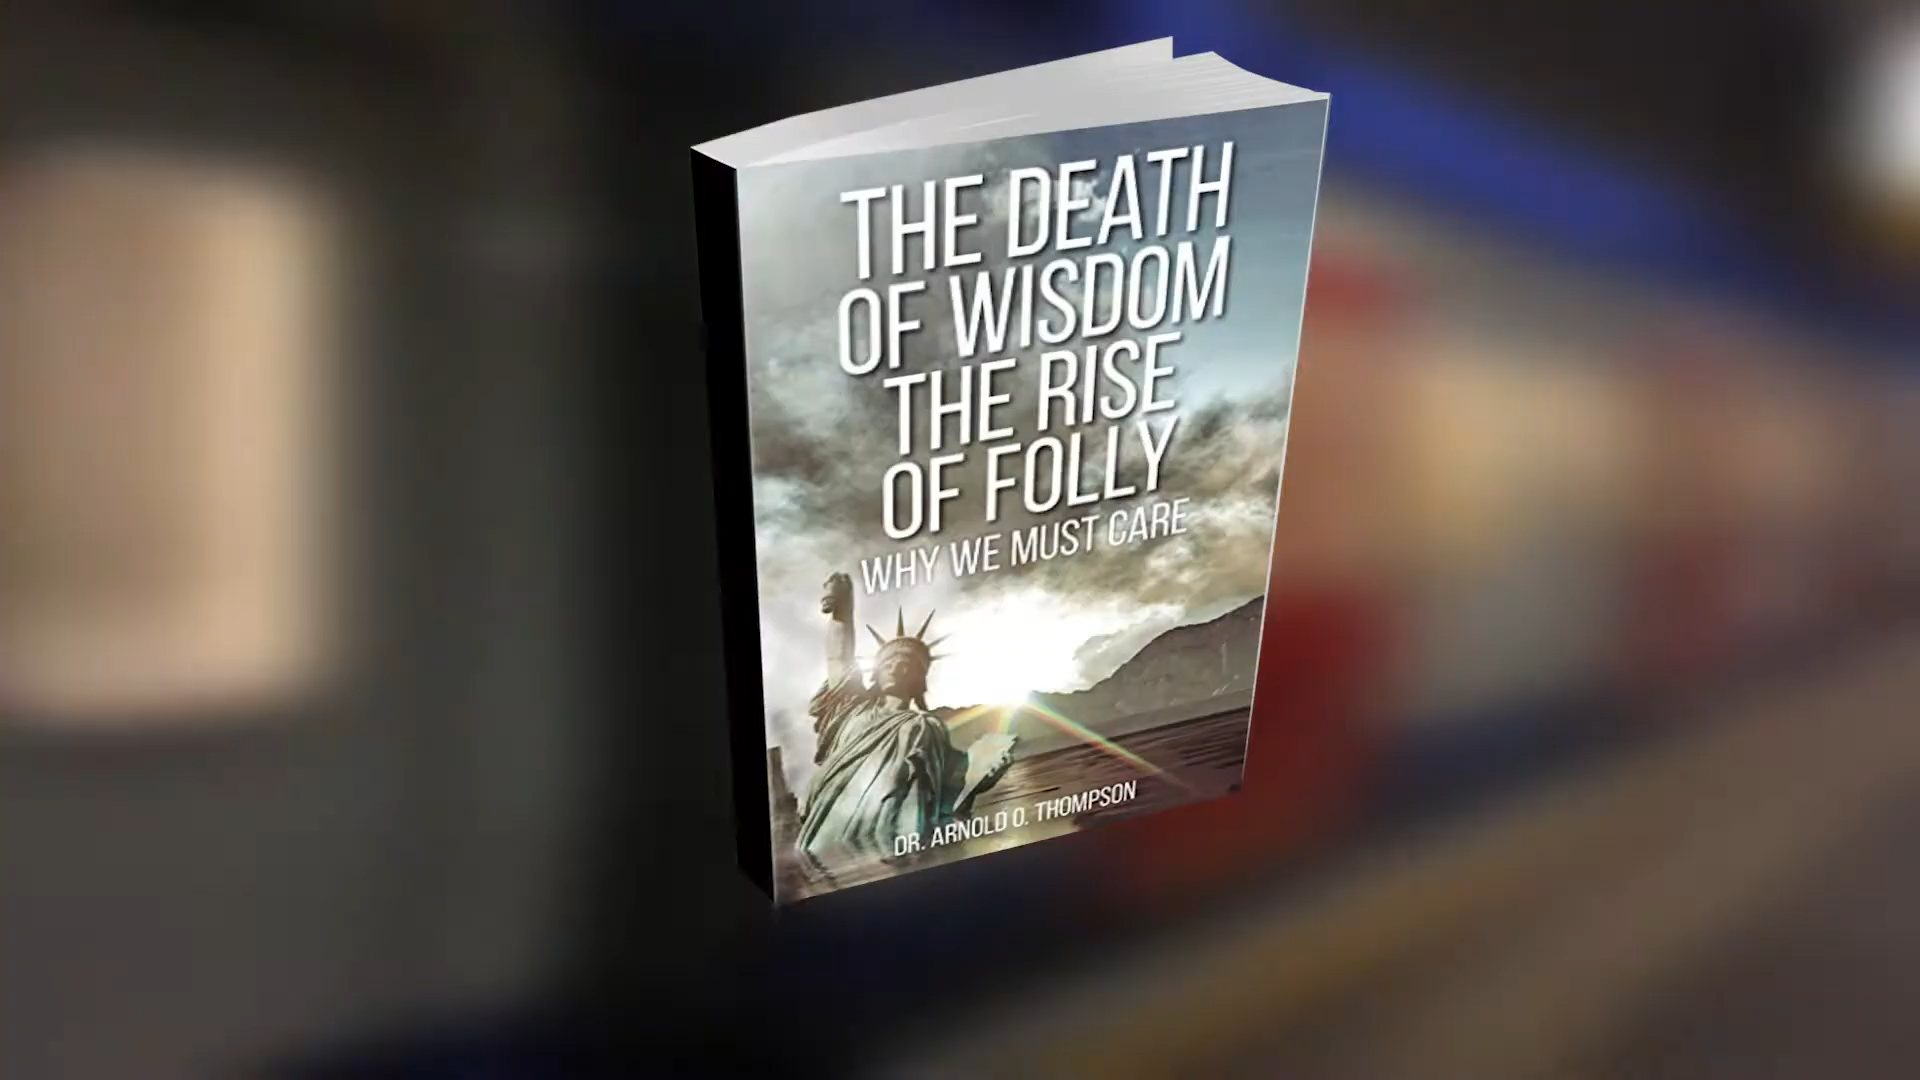 THE DEATH
OF WISDOM
THE RISE
OF FOLLY
WHY WE MUST CARE
DR. ARNOLD O. THOMPSON